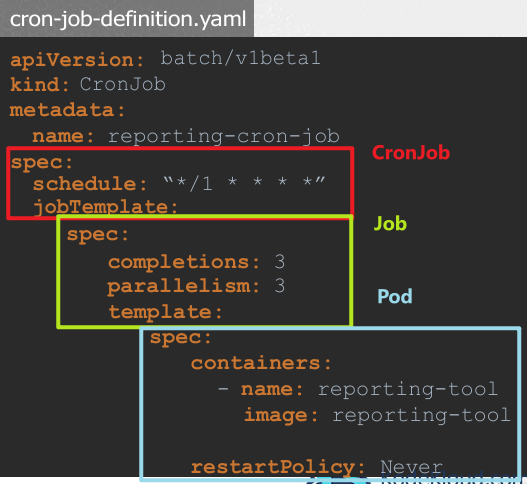 cron-job-definition.yaml
apiVersion: batch/v1beta1
kind: CronJob
metadata:
name: reporting-cron-job
spec:
CronJob
schedule: “*/1 * * * *”
jobTemplate:
spec:
Job
completions: 3
parallelism: 3
template:
Pod
spec:
containers:
- name: reporting-tool
image: reporting-tool
restartPolicy: Never